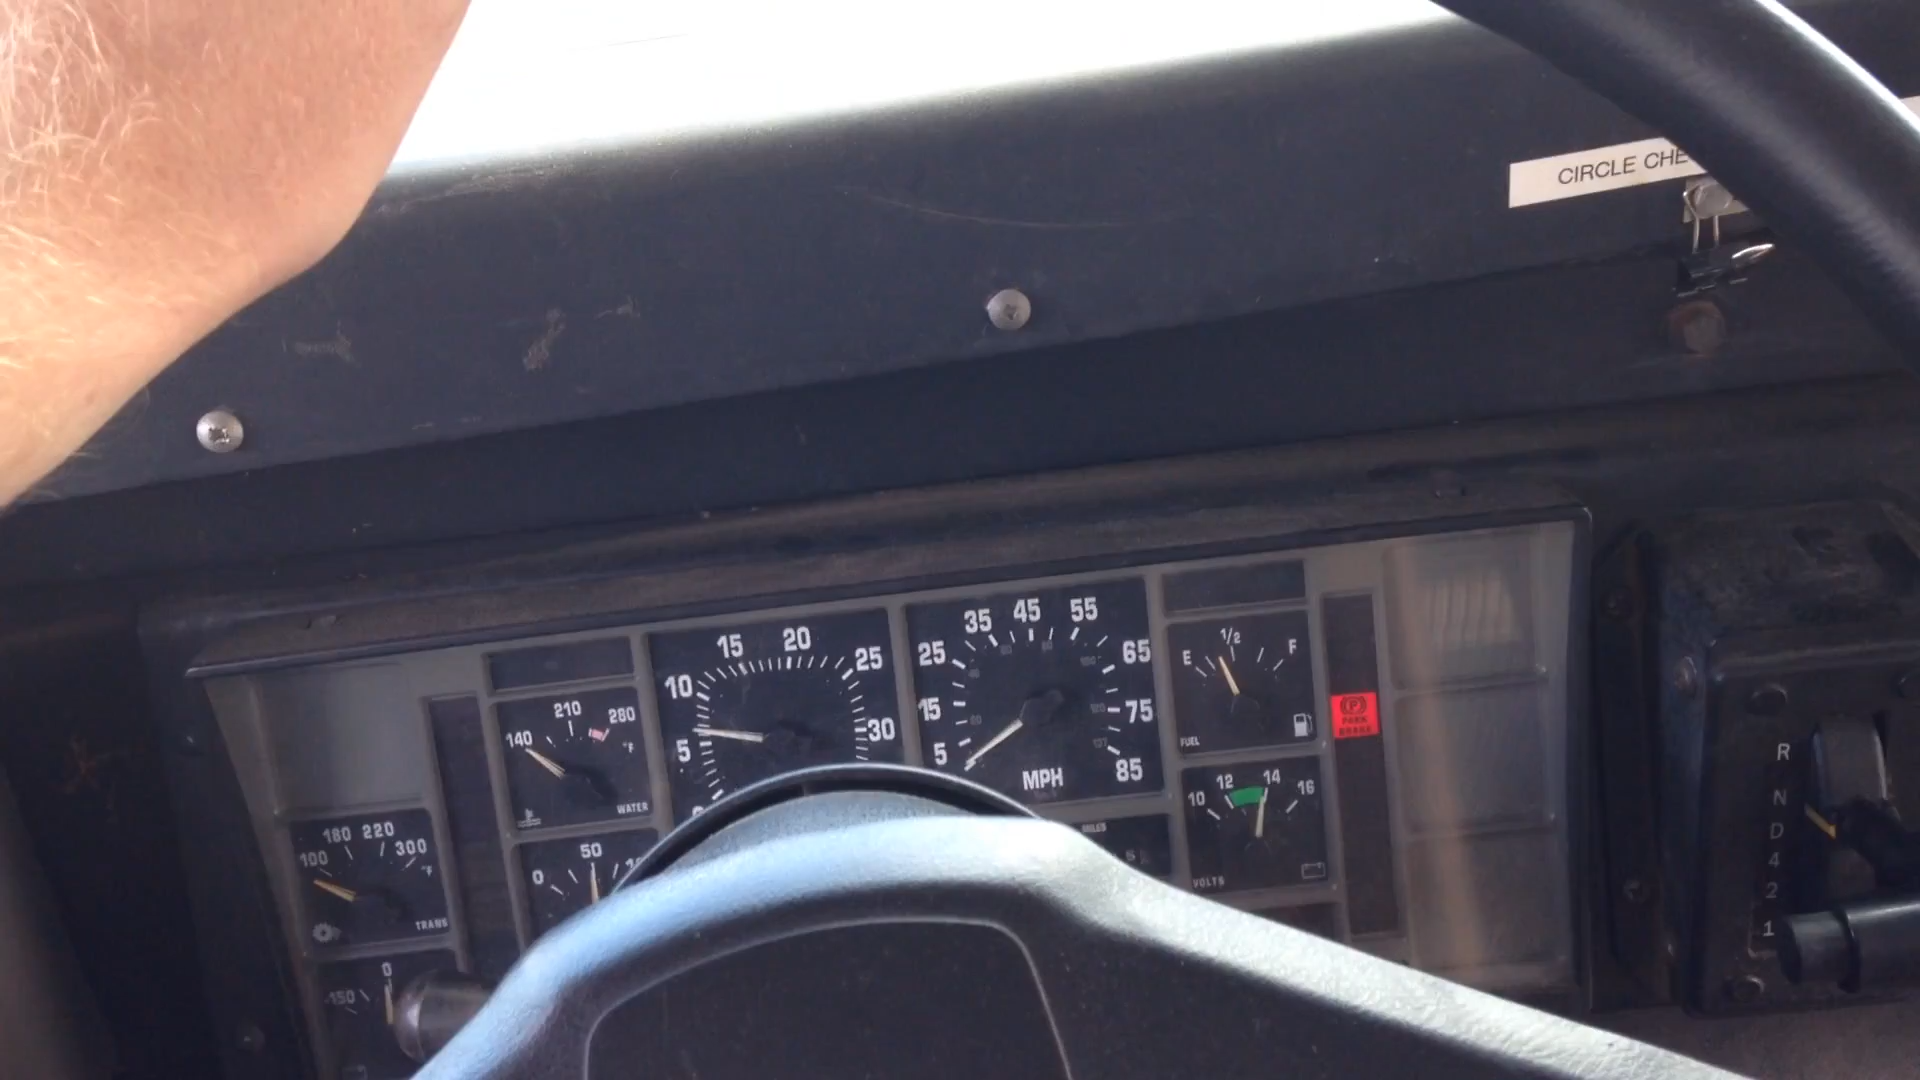 CIRCLE CHE
15 20
10 25
5 30
25 35 45 55 65
15 75
5 85
MPH
E 1/2 F
FUEL
P
PARK
BRAKE
140 210 280
°F
WATER
10 12 14 16
VOLTS
100 180 220 300
°F
TRANS
0 50
MILES
0
-150
R
N
D
4
2
1